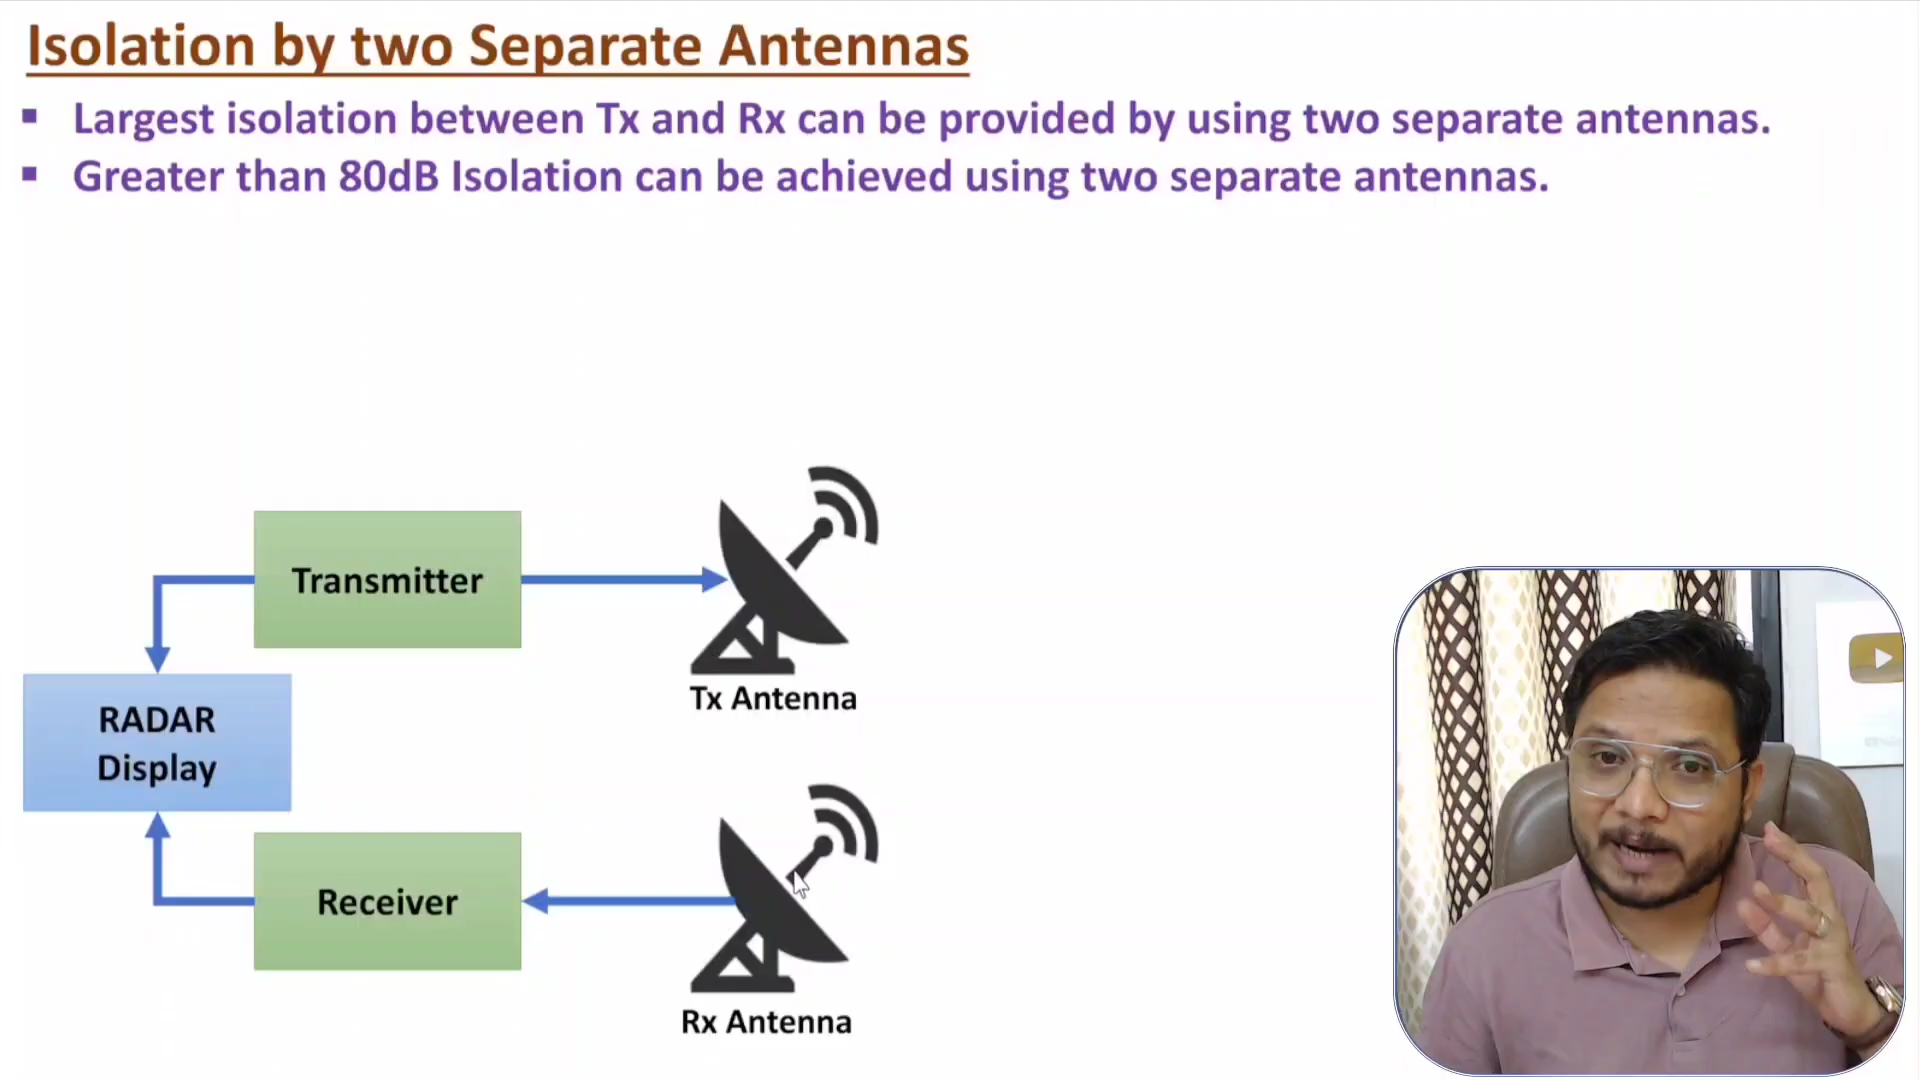 Isolation by two Separate Antennas
▪ Largest isolation between Tx and Rx can be provided by using two separate antennas.
▪ Greater than 80dB Isolation can be achieved using two separate antennas.
Transmitter
Tx Antenna
RADAR
Display
Receiver
Rx Antenna